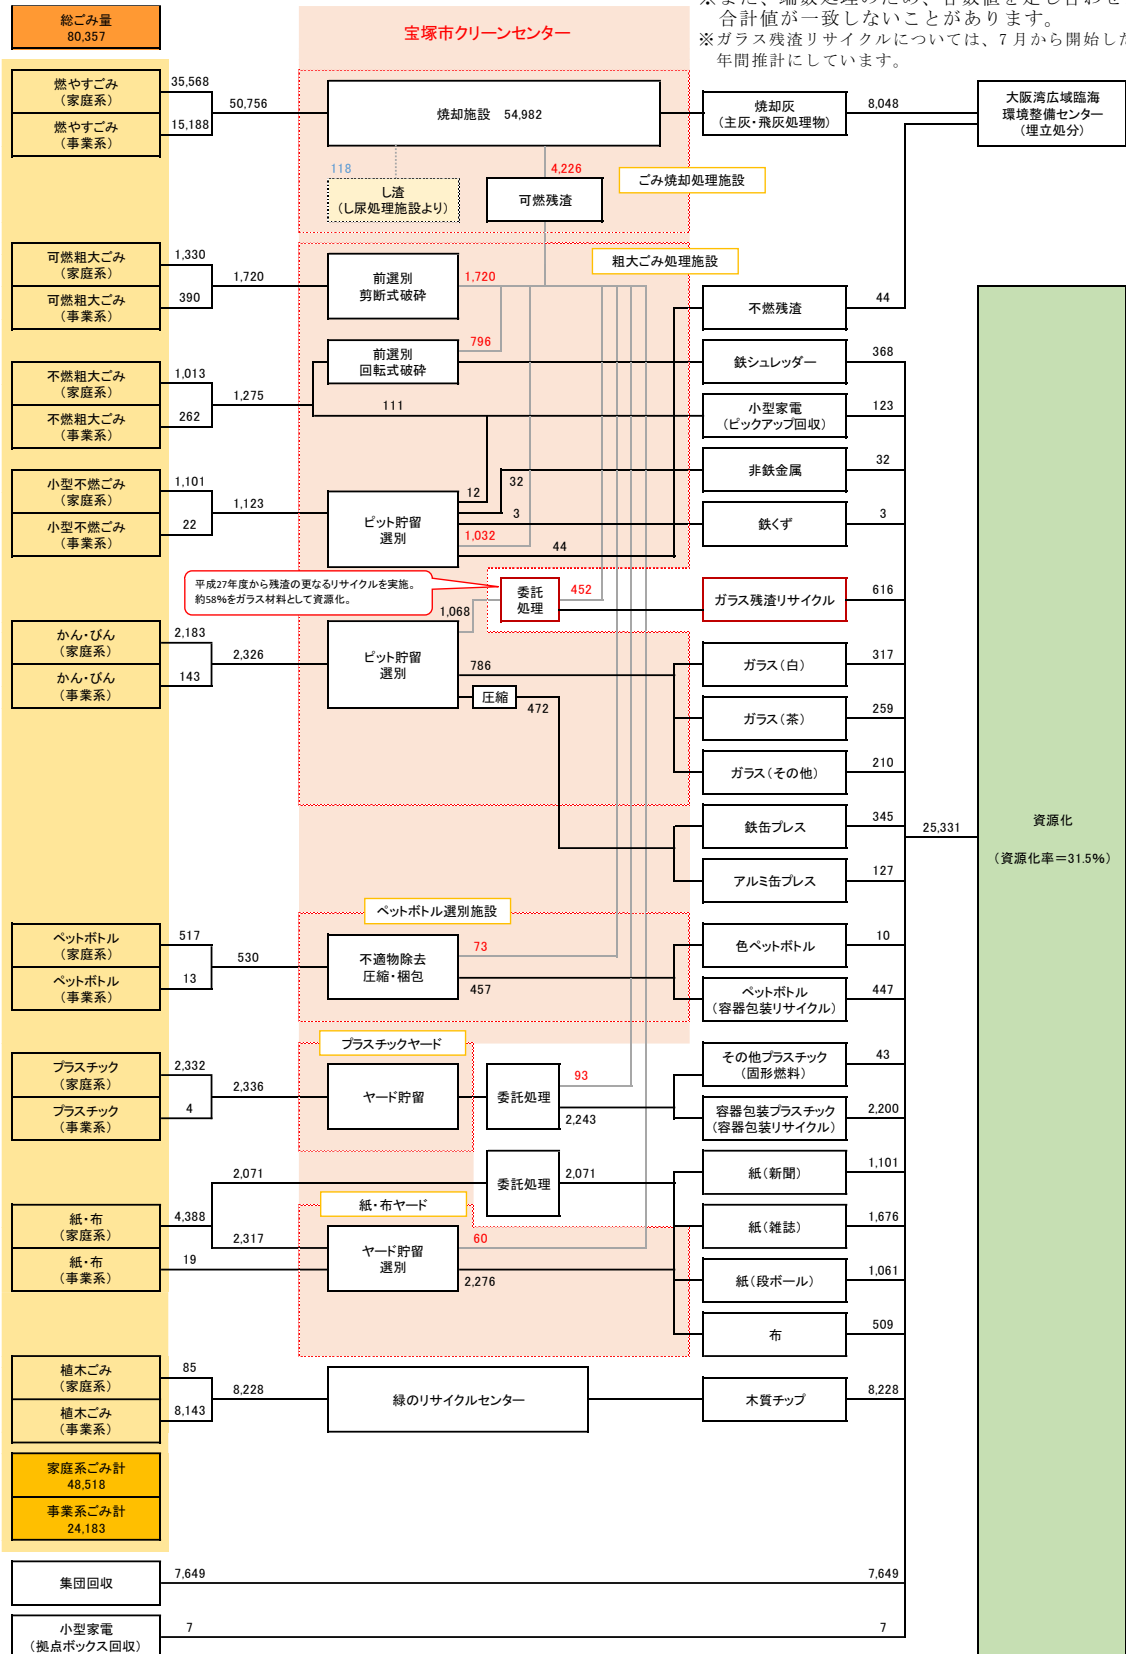 ※また、端数処理のため、各数値を足し合わせ
合計値が一致しないことがあります。
※ガラス残渣リサイクルについては、7月から開始した
年間推計にしています。
総ごみ量
80,357
宝塚市クリーンセンター
燃やすごみ
(家庭系)
35,568
燃やすごみ
(事業系)
15,188
50,756
焼却施設 54,982
焼却灰
(主灰・飛灰処理物)
8,048
大阪湾広域臨海
環境整備センター
(埋立処分)
118
し渣
(し尿処理施設より)
4,226
可燃残渣
ごみ焼却処理施設
粗大ごみ処理施設
可燃粗大ごみ
(家庭系)
1,330
可燃粗大ごみ
(事業系)
390
1,720
前選別
剪断式破砕
1,720
不燃残渣
44
前選別
回転式破砕
796
鉄シュレッダー
368
不燃粗大ごみ
(家庭系)
1,013
不燃粗大ごみ
(事業系)
262
1,275
111
小型家電
(ピックアップ回収)
123
小型不燃ごみ
(家庭系)
1,101
小型不燃ごみ
(事業系)
22
1,123
ピット貯留
選別
12
32
3
1,032
44
非鉄金属
32
鉄くず
3
平成27年度から残渣の更なるリサイクルを実施。
約58%をガラス材料として資源化。
委託
処理
452
1,068
ガラス残渣リサイクル
616
かん・びん
(家庭系)
2,183
かん・びん
(事業系)
143
2,326
ピット貯留
選別
786
圧縮
472
ガラス(白)
317
ガラス(茶)
259
ガラス(その他)
210
鉄缶プレス
345
アルミ缶プレス
127
25,331
資源化
(資源化率=31.5%)
ペットボトル選別施設
ペットボトル
(家庭系)
517
ペットボトル
(事業系)
13
530
不適物除去
圧縮・梱包
73
457
色ペットボトル
10
ペットボトル
(容器包装リサイクル)
447
プラスチックヤード
プラスチック
(家庭系)
2,332
プラスチック
(事業系)
4
2,336
ヤード貯留
委託処理
93
2,243
その他プラスチック
(固形燃料)
43
容器包装プラスチック
(容器包装リサイクル)
2,200
2,071
委託処理
2,071
紙・布ヤード
紙・布
(家庭系)
4,388
紙・布
(事業系)
19
2,317
ヤード貯留
選別
60
2,276
紙(新聞)
1,101
紙(雑誌)
1,676
紙(段ボール)
1,061
布
509
植木ごみ
(家庭系)
85
植木ごみ
(事業系)
8,143
8,228
緑のリサイクルセンター
木質チップ
8,228
家庭系ごみ計
48,518
事業系ごみ計
24,183
集団回収
7,649
7,649
小型家電
(拠点ボックス回収)
7
7